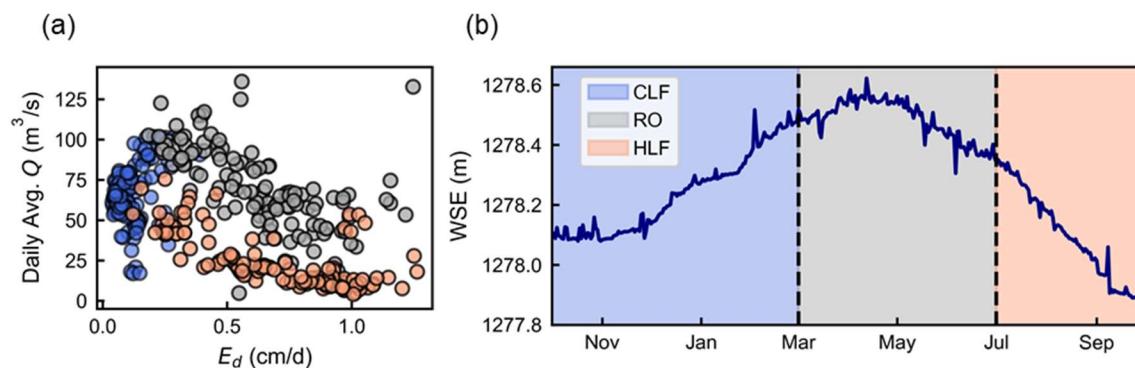 (a)
(b)
Daily Avg. Q (m³/s)
125
100
75
50
25
0
0.0
0.5
1.0
E_d (cm/d)
WSE (m)
1278.6
1278.4
1278.2
1278.0
1277.8
CLF
RO
HLF
Nov
Jan
Mar
May
Jul
Sep